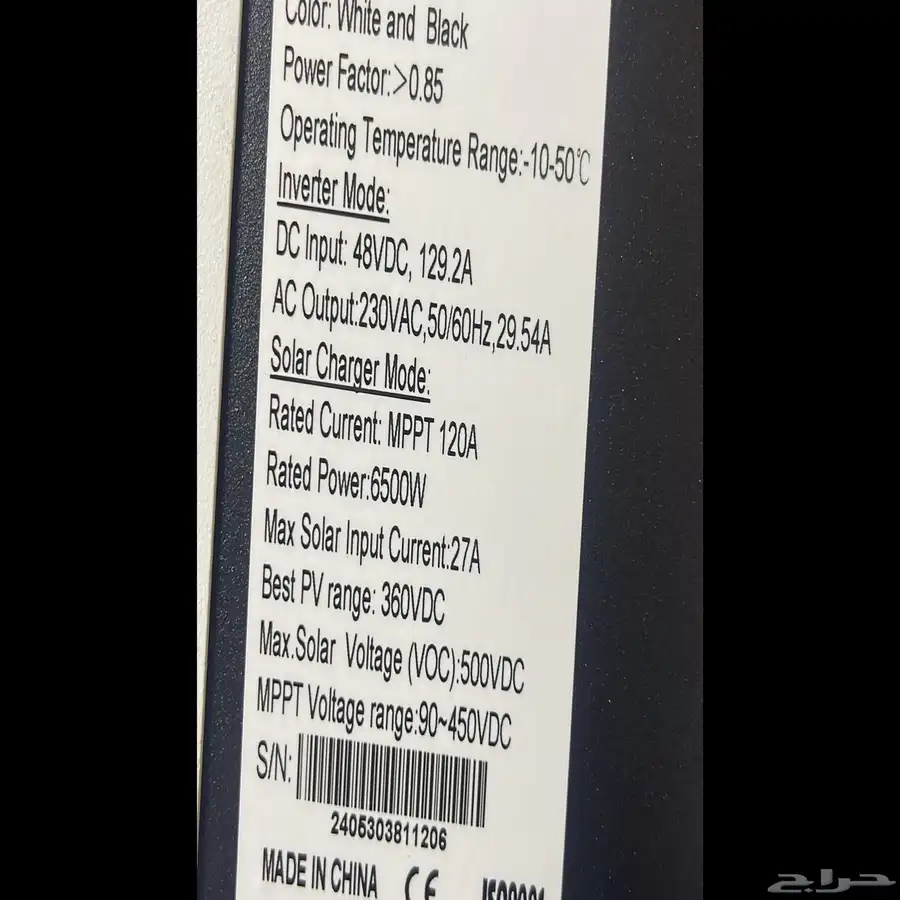 Color: White and Black
Power Factor:>0.85
Operating Temperature Range:-10-50℃
Inverter Mode:
DC Input: 48VDC, 129.2A
AC Output:230VAC,50/60Hz,29.54A
Solar Charger Mode:
Rated Current: MPPT 120A
Rated Power:6500W
Max Solar Input Current:27A
Best PV range: 360VDC
Max.Solar Voltage (VOC):500VDC
MPPT Voltage range:90~450VDC
S/N:
2405303811206
MADE IN CHINA CE ISO9001
حراج